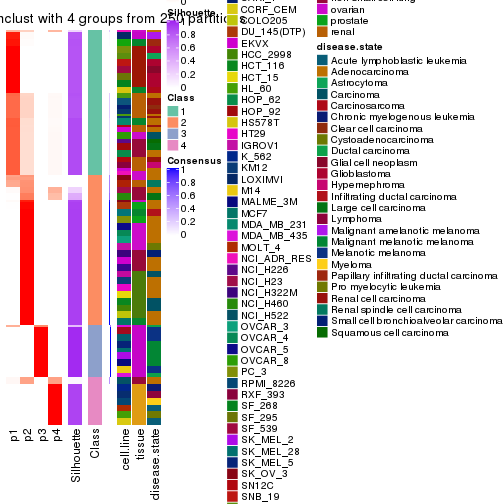 nclust with 4 groups from 250 partitions
Silhouette
1
0.8
0.6
0.4
0.2
0
Class
1
2
3
4
Consensus
1
0.8
0.6
0.4
0.2
0
p1
p2
p3
p4
Silhouette
Class
cell.line
tissue
disease.state
CCRF_CEM
COLO205
DU_145(DTP)
EKVX
HCC_2998
HCT_116
HCT_15
HL_60
HOP_62
HOP_92
HS578T
HT29
IGROV1
K_562
KM12
LOXIMVI
M14
MALME_3M
MCF7
MDA_MB_231
MDA_MB_435
MOLT_4
NCI_ADR_RES
NCI_H226
NCI_H23
NCI_H322M
NCI_H460
NCI_H522
OVCAR_3
OVCAR_4
OVCAR_5
OVCAR_8
PC_3
RPMI_8226
RXF_393
SF_268
SF_295
SF_539
SK_MEL_2
SK_MEL_28
SK_MEL_5
SK_OV_3
SN12C
SNB_19
ovarian
prostate
renal
disease.state
Acute lymphoblastic leukemia
Adenocarcinoma
Astrocytoma
Carcinoma
Carcinosarcoma
Chronic myelogenous leukemia
Clear cell carcinoma
Cystoadenocarcinoma
Ductal carcinoma
Glial cell neoplasm
Glioblastoma
Hypernephroma
Infiltrating ductal carcinoma
Large cell carcinoma
Lymphoma
Malignant amelanotic melanoma
Malignant melanotic melanoma
Melanotic melanoma
Myeloma
Papillary infiltrating ductal carcinoma
Pro myelocytic leukemia
Renal cell carcinoma
Renal spindle cell carcinoma
Small cell bronchioalveolar carcinoma
Squamous cell carcinoma